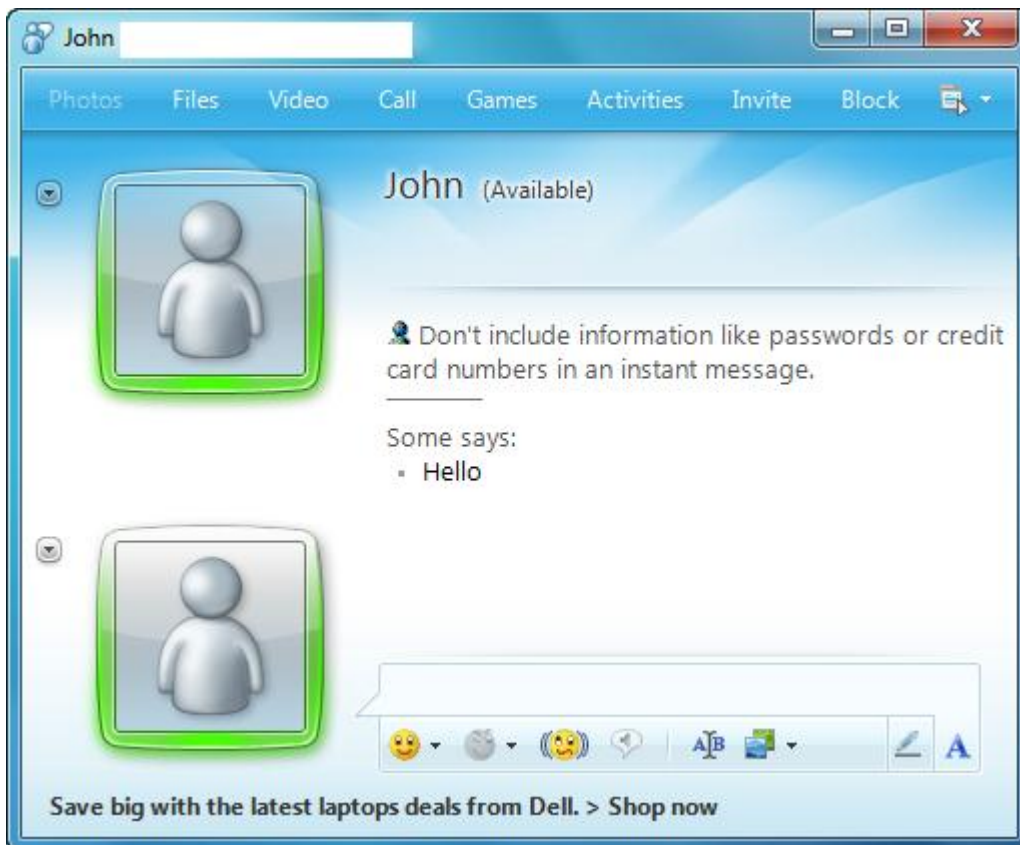 John
Photos Files Video Call Games Activities Invite Block
John (Available)
Don't include information like passwords or credit
card numbers in an instant message.
Some says:
Hello
A B
A
Save big with the latest laptops deals from Dell. > Shop now